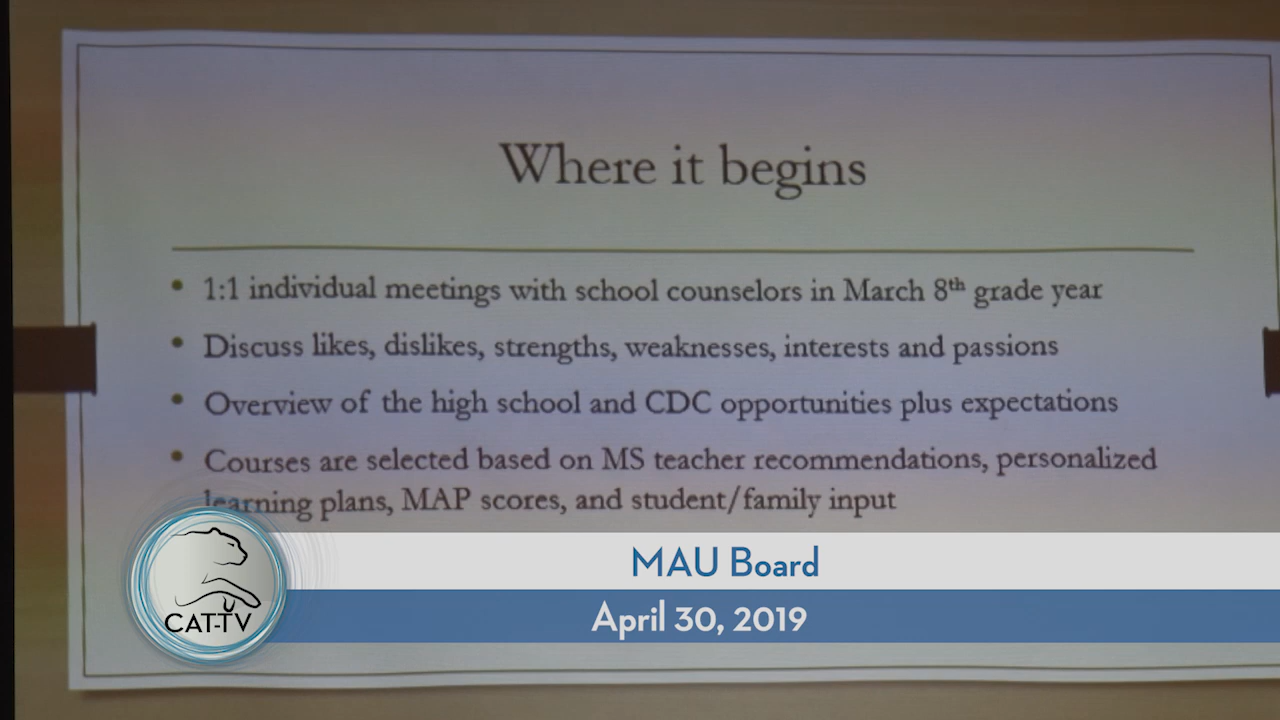 Where it begins
• 1:1 individual meetings with school counselors in March 8th grade year
• Discuss likes, dislikes, strengths, weaknesses, interests and passions
• Overview of the high school and CDC opportunities plus expectations
• Courses are selected based on MS teacher recommendations, personalized
learning plans, MAP scores, and student/family input
MAU Board
April 30, 2019
CAT-TV